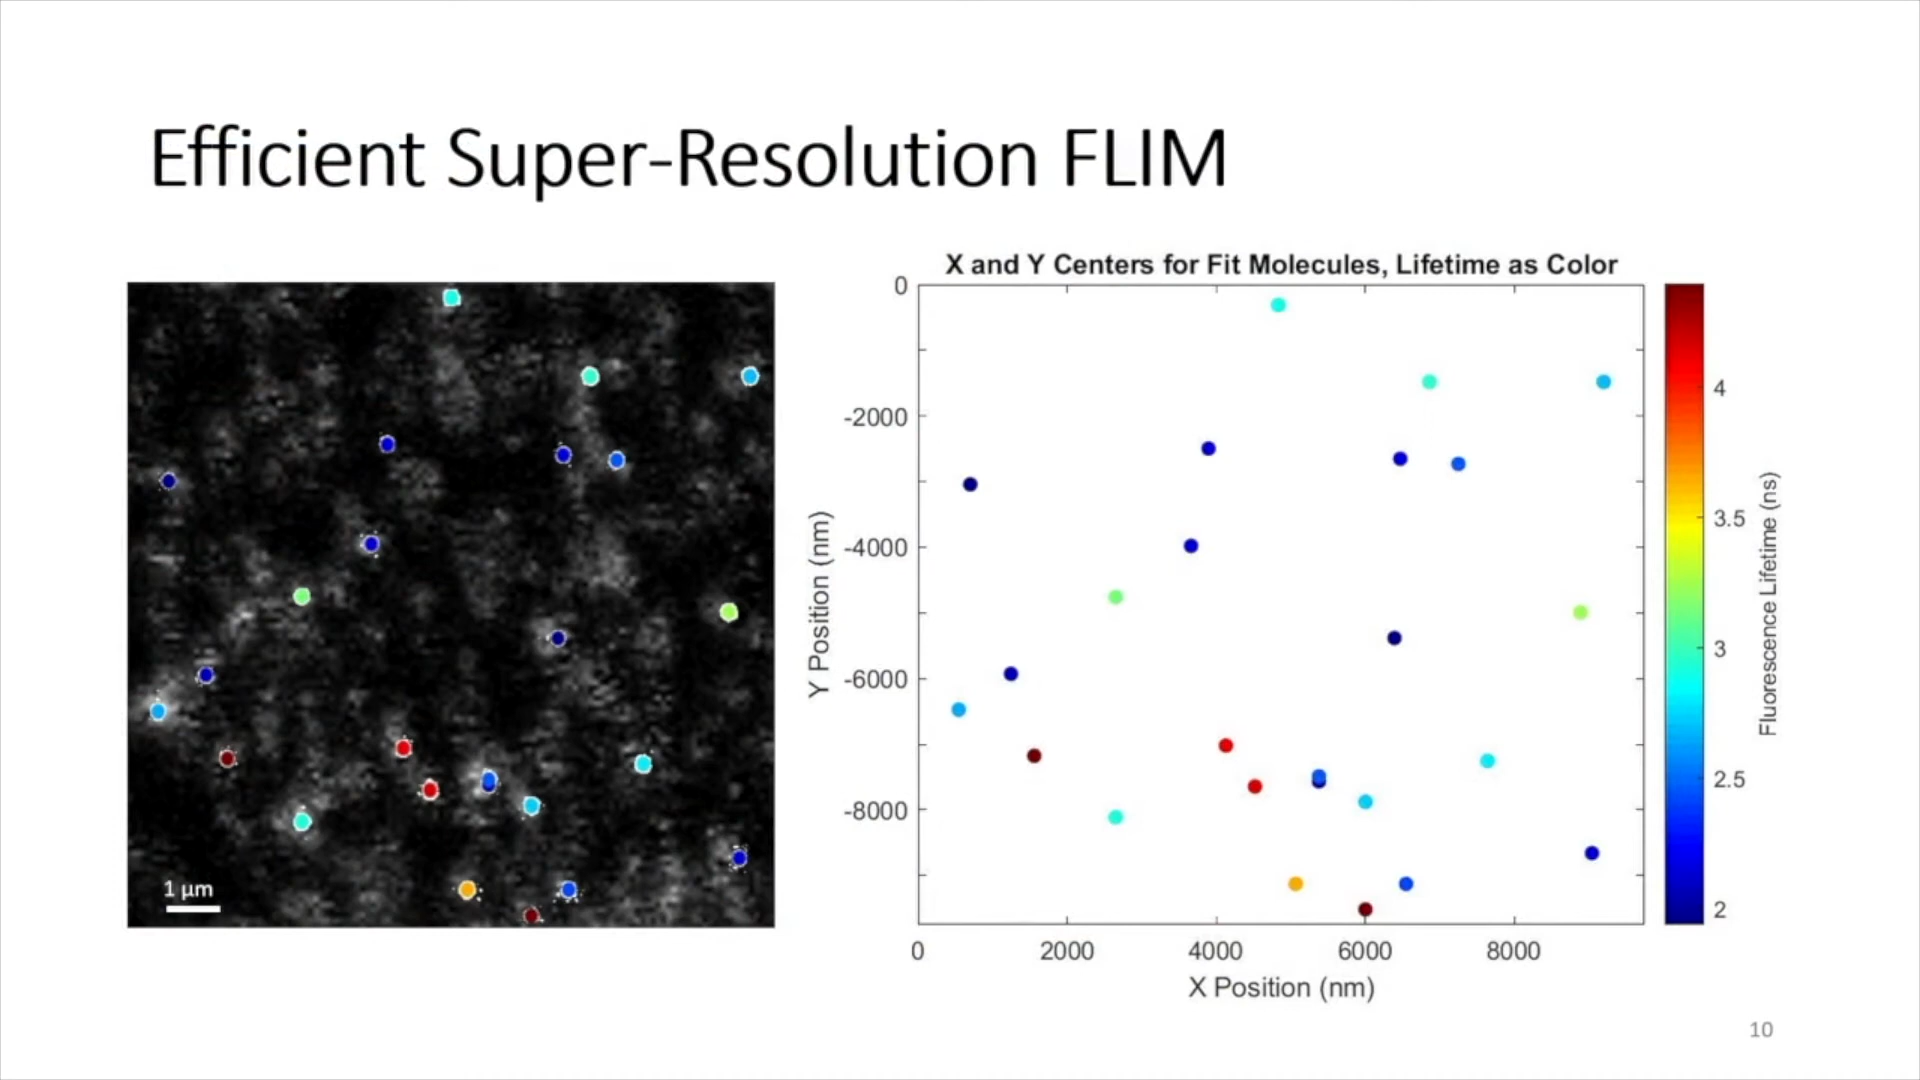 Efficient Super-Resolution FLIM
1 µm
X and Y Centers for Fit Molecules, Lifetime as Color
0
-2000
-4000
-6000
-8000
Y Position (nm)
0
2000
4000
6000
8000
X Position (nm)
4
3.5
3
2.5
2
Fluorescence Lifetime (ns)
10